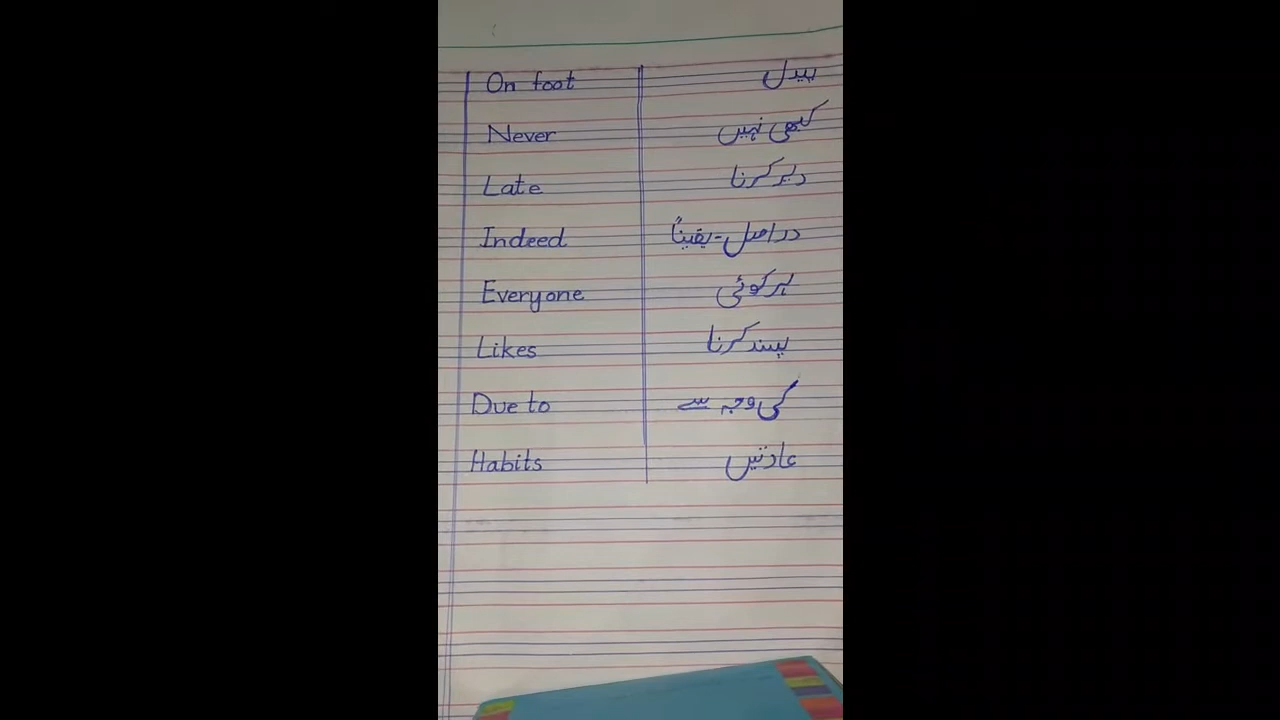 On foot پیدل
Never کبھی نہیں
Late دیر کرنا
Indeed دراصل - یقیناً
Everyone ہر کوئی
Likes پسند کرنا
Due to کی وجہ سے
Habits عادتیں